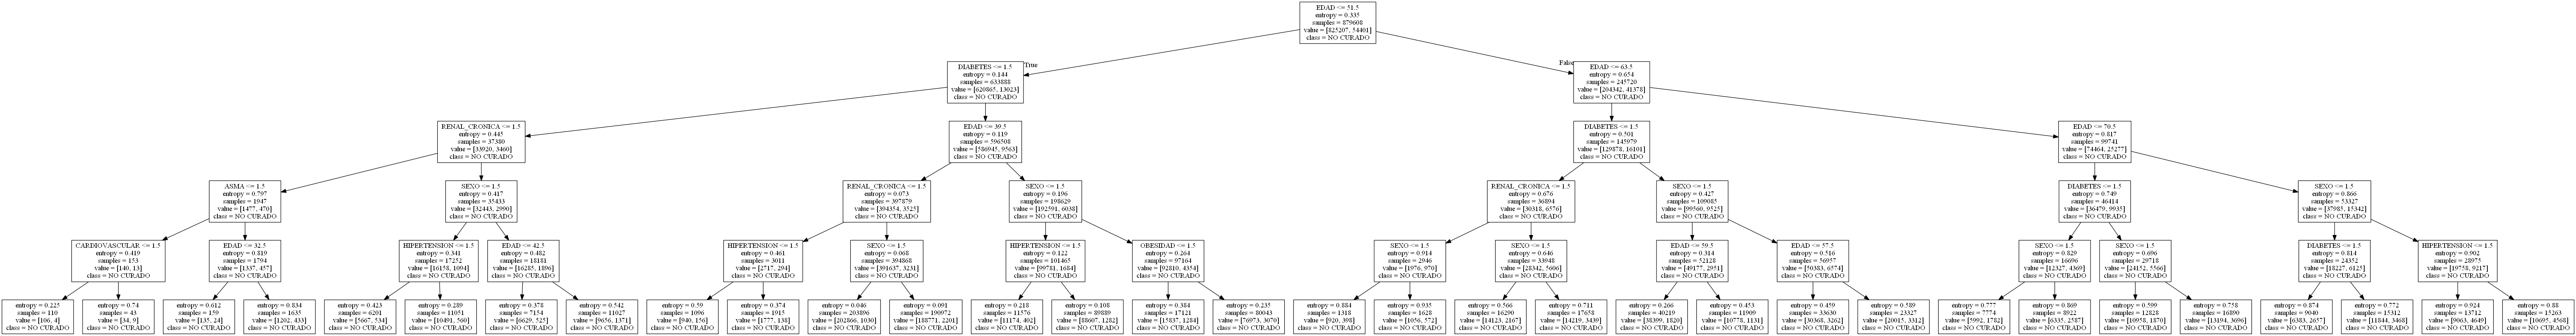 EDAD <= 51.5
entropy = 0.335
samples = 879608
value = [825207, 54401]
class = NO CURADO
True
False
DIABETES <= 1.5
entropy = 0.144
samples = 633888
value = [620865, 13023]
class = NO CURADO
EDAD <= 63.5
entropy = 0.654
samples = 245720
value = [204342, 41378]
class = NO CURADO
RENAL_CRONICA <= 1.5
entropy = 0.445
samples = 37380
value = [33920, 3460]
class = NO CURADO
EDAD <= 39.5
entropy = 0.119
samples = 596508
value = [586945, 9563]
class = NO CURADO
DIABETES <= 1.5
entropy = 0.501
samples = 145979
value = [129878, 16101]
class = NO CURADO
EDAD <= 70.5
entropy = 0.817
samples = 99741
value = [74464, 25277]
class = NO CURADO
ASMA <= 1.5
entropy = 0.797
samples = 1947
value = [1477, 470]
class = NO CURADO
SEXO <= 1.5
entropy = 0.417
samples = 35433
value = [32443, 2990]
class = NO CURADO
RENAL_CRONICA <= 1.5
entropy = 0.073
samples = 397879
value = [394354, 3525]
class = NO CURADO
SEXO <= 1.5
entropy = 0.196
samples = 198629
value = [192591, 6038]
class = NO CURADO
RENAL_CRONICA <= 1.5
entropy = 0.676
samples = 36894
value = [30318, 6576]
class = NO CURADO
SEXO <= 1.5
entropy = 0.427
samples = 109085
value = [99560, 9525]
class = NO CURADO
DIABETES <= 1.5
entropy = 0.749
samples = 46414
value = [36479, 9935]
class = NO CURADO
SEXO <= 1.5
entropy = 0.866
samples = 53327
value = [37985, 15342]
class = NO CURADO
CARDIOVASCULAR <= 1.5
entropy = 0.419
samples = 153
value = [140, 13]
class = NO CURADO
EDAD <= 32.5
entropy = 0.819
samples = 1794
value = [1337, 457]
class = NO CURADO
HIPERTENSION <= 1.5
entropy = 0.341
samples = 17252
value = [16158, 1094]
class = NO CURADO
EDAD <= 42.5
entropy = 0.482
samples = 18181
value = [16285, 1896]
class = NO CURADO
HIPERTENSION <= 1.5
entropy = 0.461
samples = 3011
value = [2717, 294]
class = NO CURADO
SEXO <= 1.5
entropy = 0.068
samples = 394868
value = [391637, 3231]
class = NO CURADO
HIPERTENSION <= 1.5
entropy = 0.122
samples = 101465
value = [99781, 1684]
class = NO CURADO
OBESIDAD <= 1.5
entropy = 0.264
samples = 97164
value = [92810, 4354]
class = NO CURADO
SEXO <= 1.5
entropy = 0.914
samples = 2946
value = [1976, 970]
class = NO CURADO
SEXO <= 1.5
entropy = 0.646
samples = 33948
value = [28342, 5606]
class = NO CURADO
EDAD <= 59.5
entropy = 0.314
samples = 52128
value = [49177, 2951]
class = NO CURADO
EDAD <= 57.5
entropy = 0.516
samples = 56957
value = [50383, 6574]
class = NO CURADO
SEXO <= 1.5
entropy = 0.829
samples = 16696
value = [12327, 4369]
class = NO CURADO
SEXO <= 1.5
entropy = 0.696
samples = 29718
value = [24152, 5566]
class = NO CURADO
DIABETES <= 1.5
entropy = 0.814
samples = 24352
value = [18227, 6125]
class = NO CURADO
HIPERTENSION <= 1.5
entropy = 0.902
samples = 28975
value = [19758, 9217]
class = NO CURADO
entropy = 0.225
samples = 110
value = [106, 4]
class = NO CURADO
entropy = 0.74
samples = 43
value = [34, 9]
class = NO CURADO
entropy = 0.612
samples = 159
value = [135, 24]
class = NO CURADO
entropy = 0.834
samples = 1635
value = [1202, 433]
class = NO CURADO
entropy = 0.423
samples = 6201
value = [5667, 534]
class = NO CURADO
entropy = 0.289
samples = 11051
value = [10491, 560]
class = NO CURADO
entropy = 0.378
samples = 7154
value = [6629, 525]
class = NO CURADO
entropy = 0.542
samples = 11027
value = [9656, 1371]
class = NO CURADO
entropy = 0.59
samples = 1096
value = [940, 156]
class = NO CURADO
entropy = 0.374
samples = 1915
value = [1777, 138]
class = NO CURADO
entropy = 0.046
samples = 203896
value = [202866, 1030]
class = NO CURADO
entropy = 0.091
samples = 190972
value = [188771, 2201]
class = NO CURADO
entropy = 0.218
samples = 11576
value = [11174, 402]
class = NO CURADO
entropy = 0.108
samples = 89889
value = [88607, 1282]
class = NO CURADO
entropy = 0.384
samples = 17121
value = [15837, 1284]
class = NO CURADO
entropy = 0.235
samples = 80043
value = [76973, 3070]
class = NO CURADO
entropy = 0.884
samples = 1318
value = [920, 398]
class = NO CURADO
entropy = 0.935
samples = 1628
value = [1056, 572]
class = NO CURADO
entropy = 0.566
samples = 16290
value = [14123, 2167]
class = NO CURADO
entropy = 0.711
samples = 17658
value = [14219, 3439]
class = NO CURADO
entropy = 0.266
samples = 40219
value = [38399, 1820]
class = NO CURADO
entropy = 0.453
samples = 11909
value = [10778, 1131]
class = NO CURADO
entropy = 0.459
samples = 33630
value = [30368, 3262]
class = NO CURADO
entropy = 0.589
samples = 23327
value = [20015, 3312]
class = NO CURADO
entropy = 0.777
samples = 7774
value = [5992, 1782]
class = NO CURADO
entropy = 0.869
samples = 8922
value = [6335, 2587]
class = NO CURADO
entropy = 0.599
samples = 12828
value = [10958, 1870]
class = NO CURADO
entropy = 0.758
samples = 16890
value = [13194, 3696]
class = NO CURADO
entropy = 0.874
samples = 9040
value = [6383, 2657]
class = NO CURADO
entropy = 0.772
samples = 15312
value = [11844, 3468]
class = NO CURADO
entropy = 0.924
samples = 13712
value = [9063, 4649]
class = NO CURADO
entropy = 0.88
samples = 15263
value = [10695, 4568]
class = NO CURADO